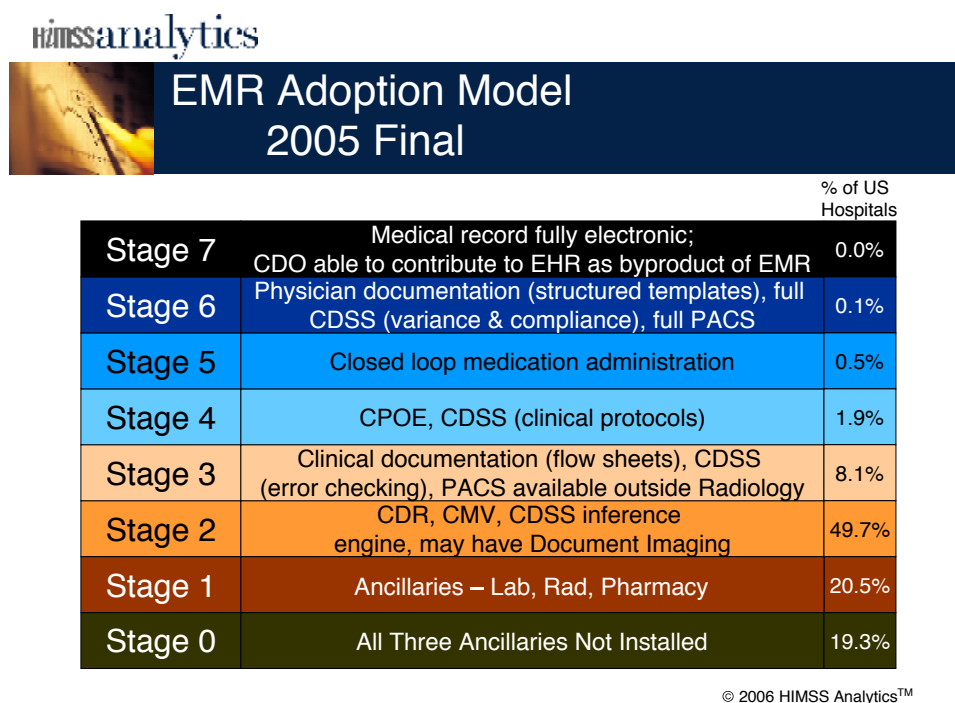 HIMSSanalytics
EMR Adoption Model
2005 Final
% of US
Hospitals
Stage 7
Medical record fully electronic;
CDO able to contribute to EHR as byproduct of EMR
0.0%
Stage 6
Physician documentation (structured templates), full
CDSS (variance & compliance), full PACS
0.1%
Stage 5
Closed loop medication administration
0.5%
Stage 4
CPOE, CDSS (clinical protocols)
1.9%
Stage 3
Clinical documentation (flow sheets), CDSS
(error checking), PACS available outside Radiology
8.1%
Stage 2
CDR, CMV, CDSS inference
engine, may have Document Imaging
49.7%
Stage 1
Ancillaries – Lab, Rad, Pharmacy
20.5%
Stage 0
All Three Ancillaries Not Installed
19.3%
© 2006 HIMSS Analytics™